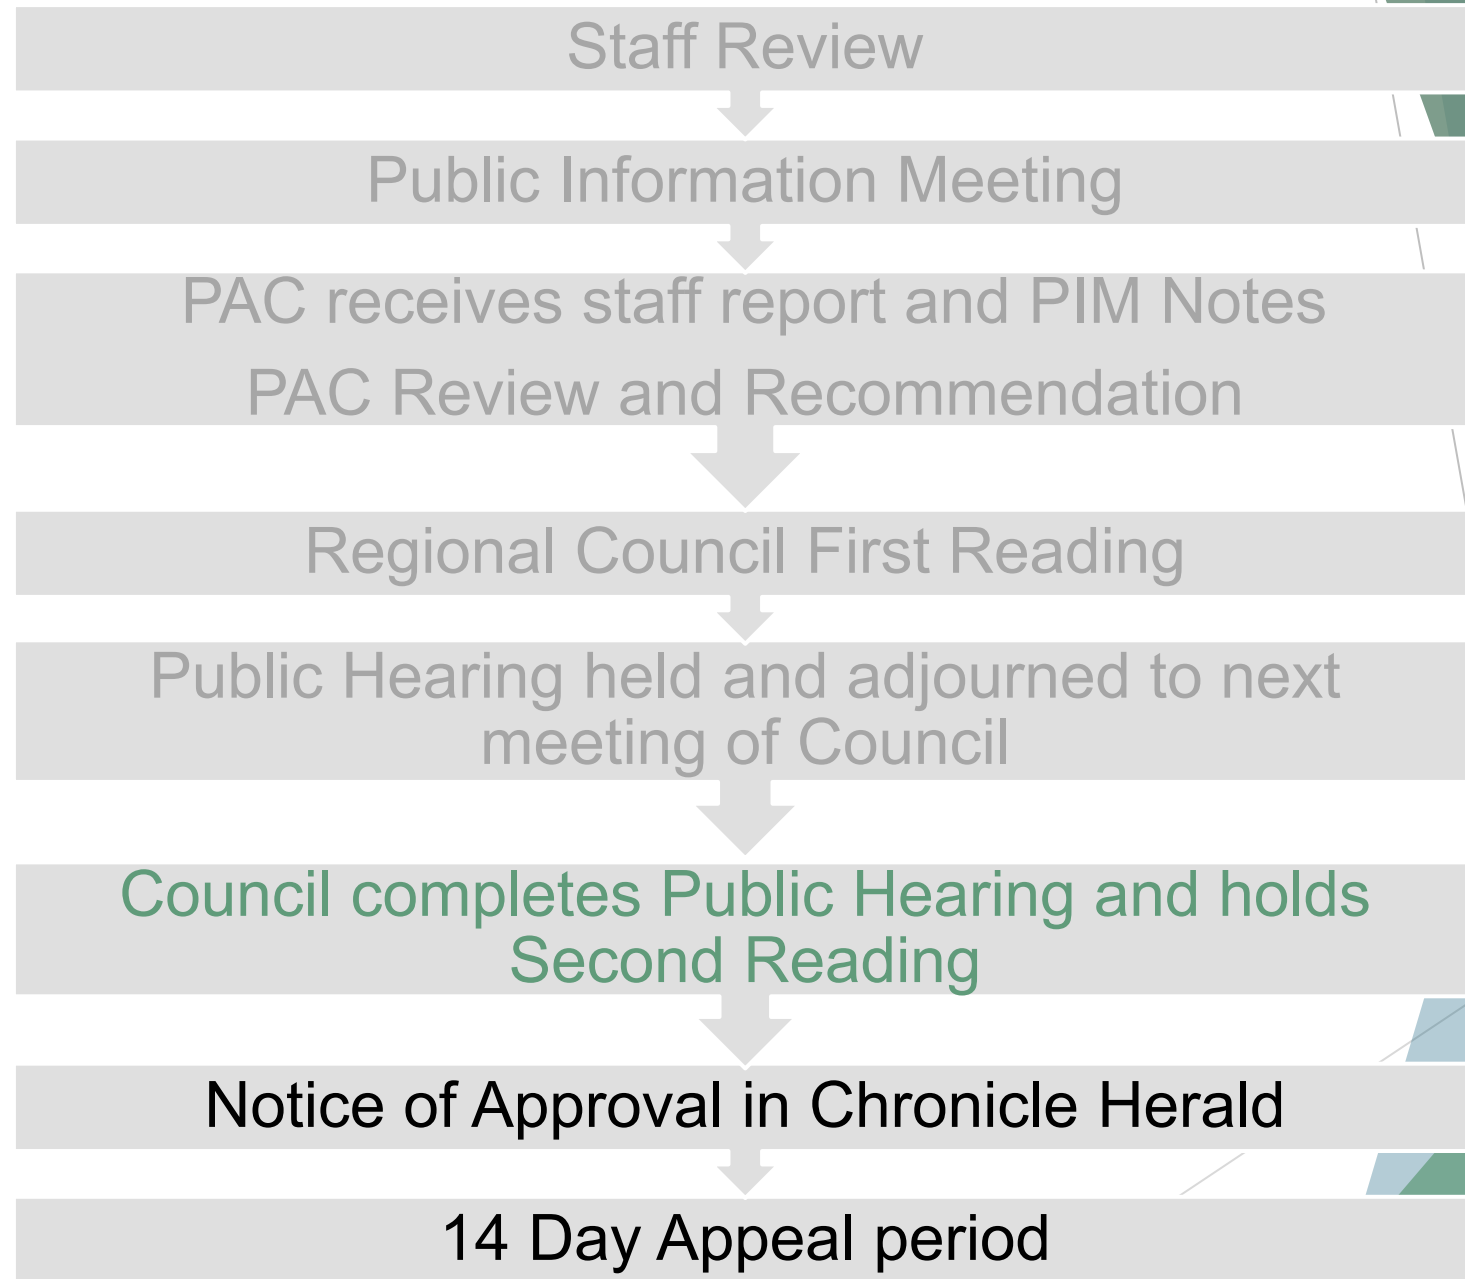 Staff Review
Public Information Meeting
PAC receives staff report and PIM Notes
PAC Review and Recommendation
Regional Council First Reading
Public Hearing held and adjourned to next
meeting of Council
Council completes Public Hearing and holds
Second Reading
Notice of Approval in Chronicle Herald
14 Day Appeal period